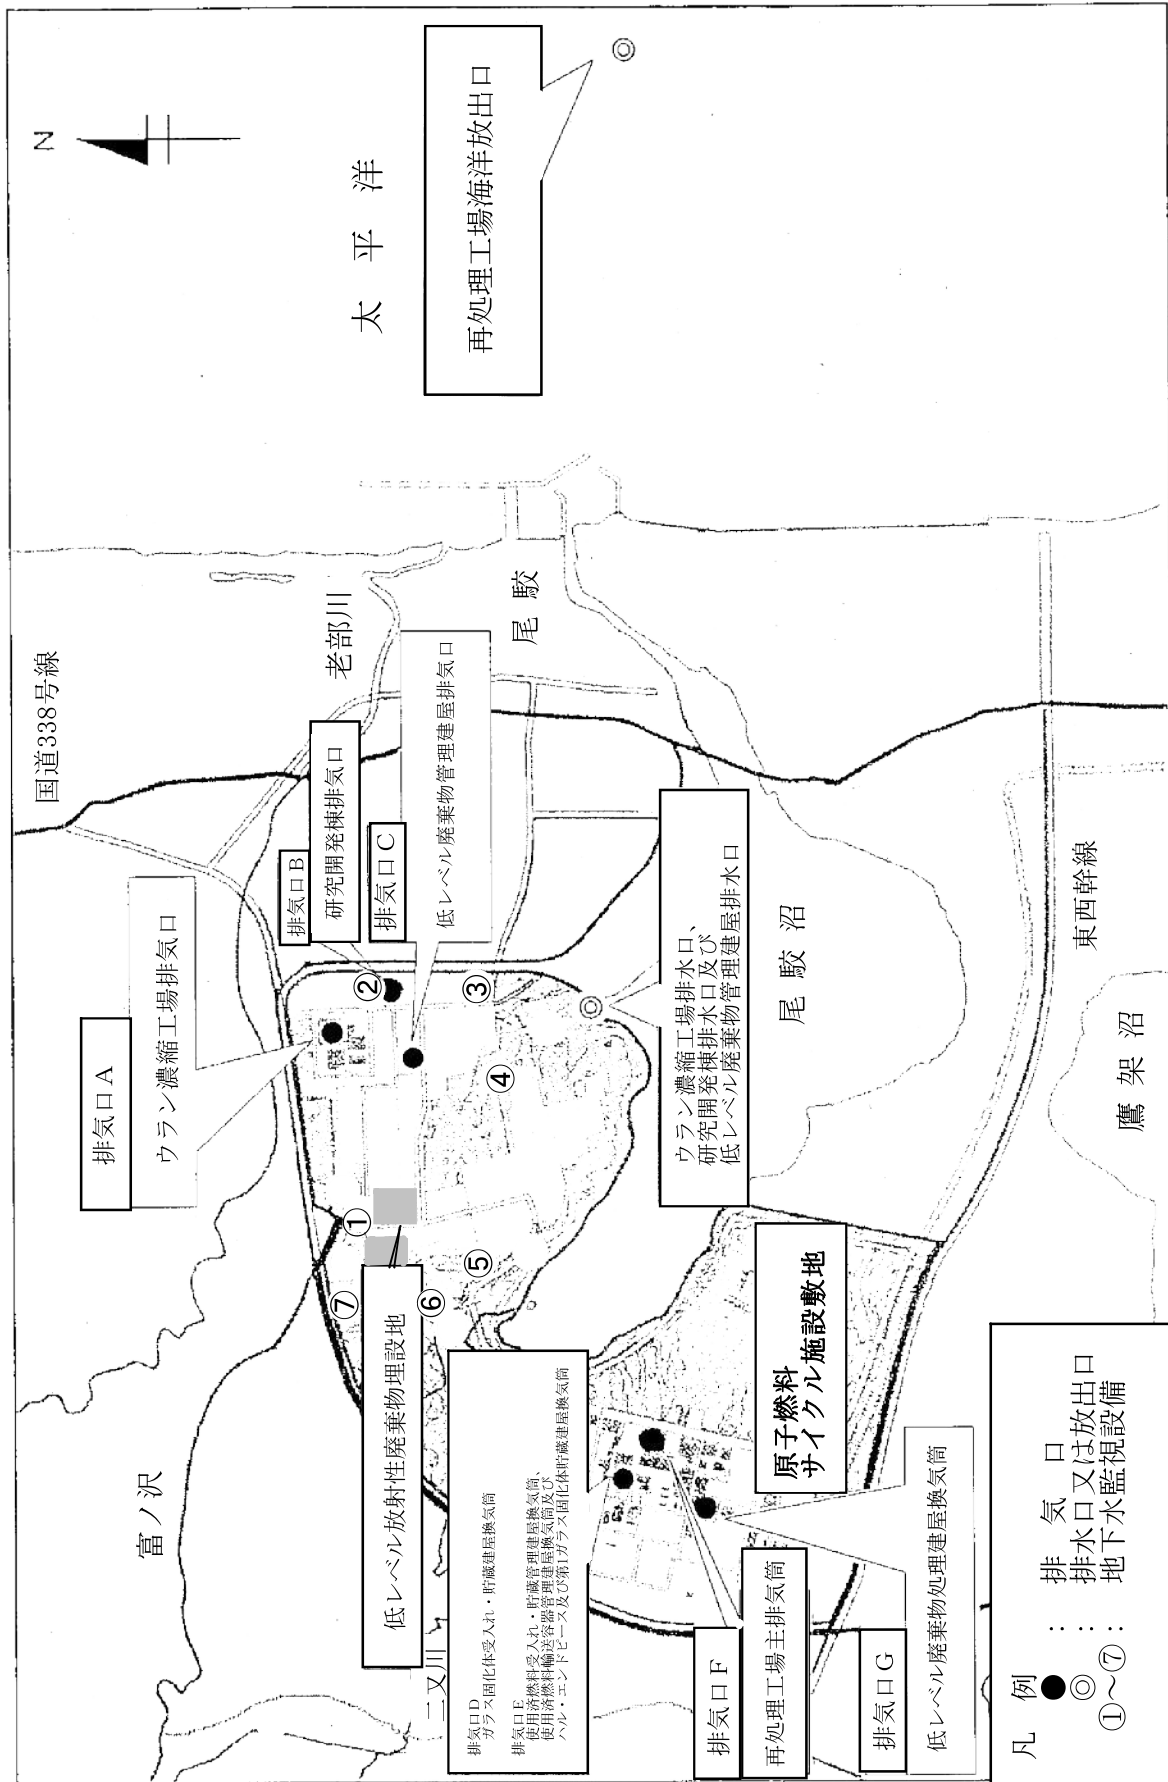 N
国道338号線
太平洋
再処理工場海洋放出口
老部川
尾駮
排気口A
ウラン濃縮工場排気口
排気口B
研究開発棟排気口
排気口C
低レベル廃棄物管理建屋排気口
富ノ沢
①
②
③
④
⑤
⑥
⑦
低レベル放射性廃棄物埋設地
ウラン濃縮工場排水口、
研究開発棟排水口及び
低レベル廃棄物管理建屋排水口
尾駮沼
二又川
排気口D
ガラス固化体受入れ・貯蔵建屋換気筒
排気口E
使用済燃料受入れ・貯蔵管理建屋換気筒、
使用済燃料輸送容器管理建屋換気筒及び
ハル・エンドピース及び第1ガラス固化体貯蔵建屋換気筒
原子燃料
サイクル施設敷地
東西幹線
鷹架沼
排気口F
再処理工場主排気筒
排気口G
低レベル廃棄物処理建屋換気筒
凡例
●：排気口
◎：排水口又は放出口
①～⑦：地下水監視設備